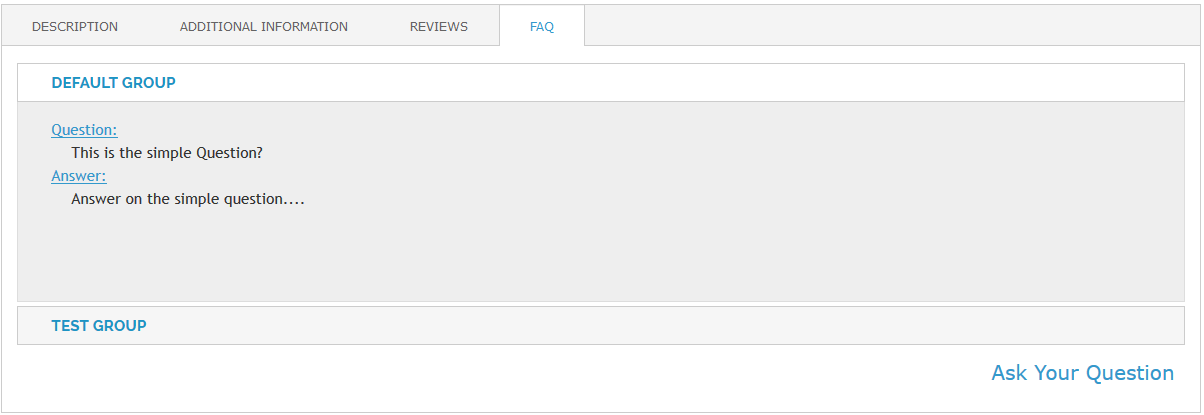 DESCRIPTION ADDITIONAL INFORMATION REVIEWS FAQ
DEFAULT GROUP
Question:
This is the simple Question?
Answer:
Answer on the simple question....
TEST GROUP
Ask Your Question